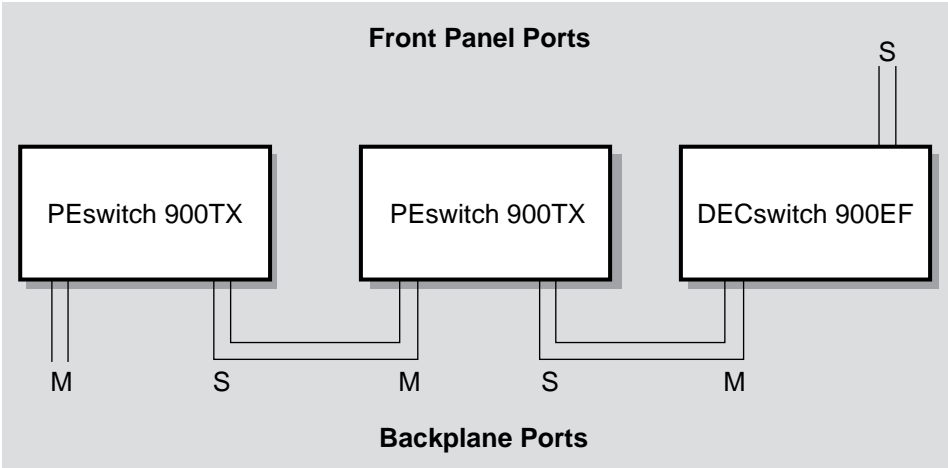 Front Panel Ports
S
PEswitch 900TX
PEswitch 900TX
DECswitch 900EF
M
S
M
S
M
Backplane Ports